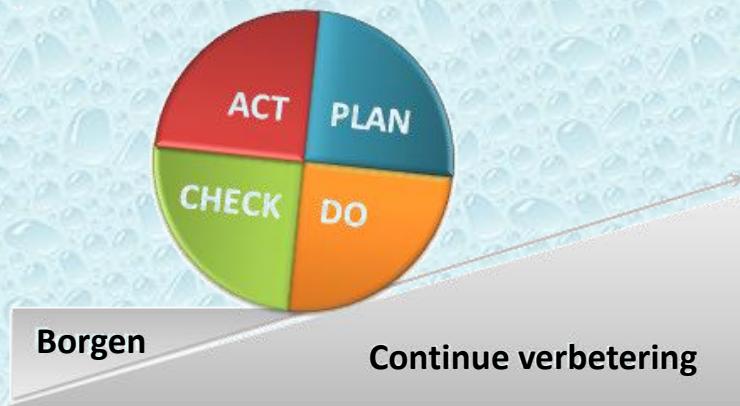 ACT
PLAN
CHECK
DO
Borgen
Continue verbetering